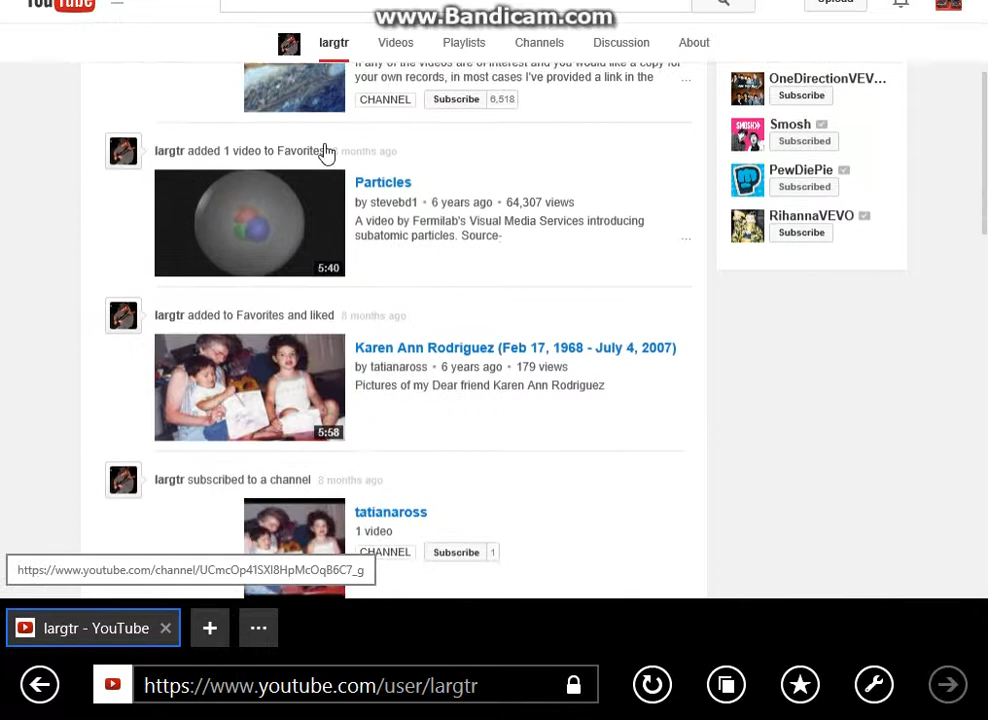 YouTube
www.Bandicam.com
Upload
largtr
Videos
Playlists
Channels
Discussion
About
If any of the videos are of interest and you would like a copy for
your own records, in most cases I've provided a link in the
...
CHANNEL
Subscribe 6,518
largtr added 1 video to Favorites months ago
Particles
by stevebd1 • 6 years ago • 64,307 views
A video by Fermilab's Visual Media Services introducing
subatomic particles. Source-
...
5:40
largtr added to Favorites and liked 8 months ago
Karen Ann Rodriguez (Feb 17, 1968 - July 4, 2007)
by tatianaross • 6 years ago • 179 views
Pictures of my Dear friend Karen Ann Rodriguez
5:58
largtr subscribed to a channel 8 months ago
tatianaross
1 video
CHANNEL
Subscribe 1
OneDirectionVEV...
Subscribe
Smosh
Subscribed
PewDiePie
Subscribed
RihannaVEVO
Subscribe
https://www.youtube.com/channel/UCmcOp41SXl8HpMcOqB6C7_g
largtr - YouTube
https://www.youtube.com/user/largtr